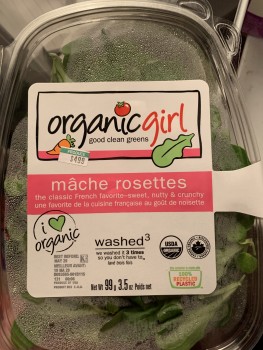 organicgirl
good clean greens
$4.99
mâche rosettes
the classic French favorite-sweet, nutty & crunchy
une favorite de la cuisine française au goût de noisette
i
organic
washed³
we washed it 3 times
so you don't have to
USDA
ORGANIC
100%
RECYCLED
PLASTIC
Net wt 99 g 3.5 oz Poids net